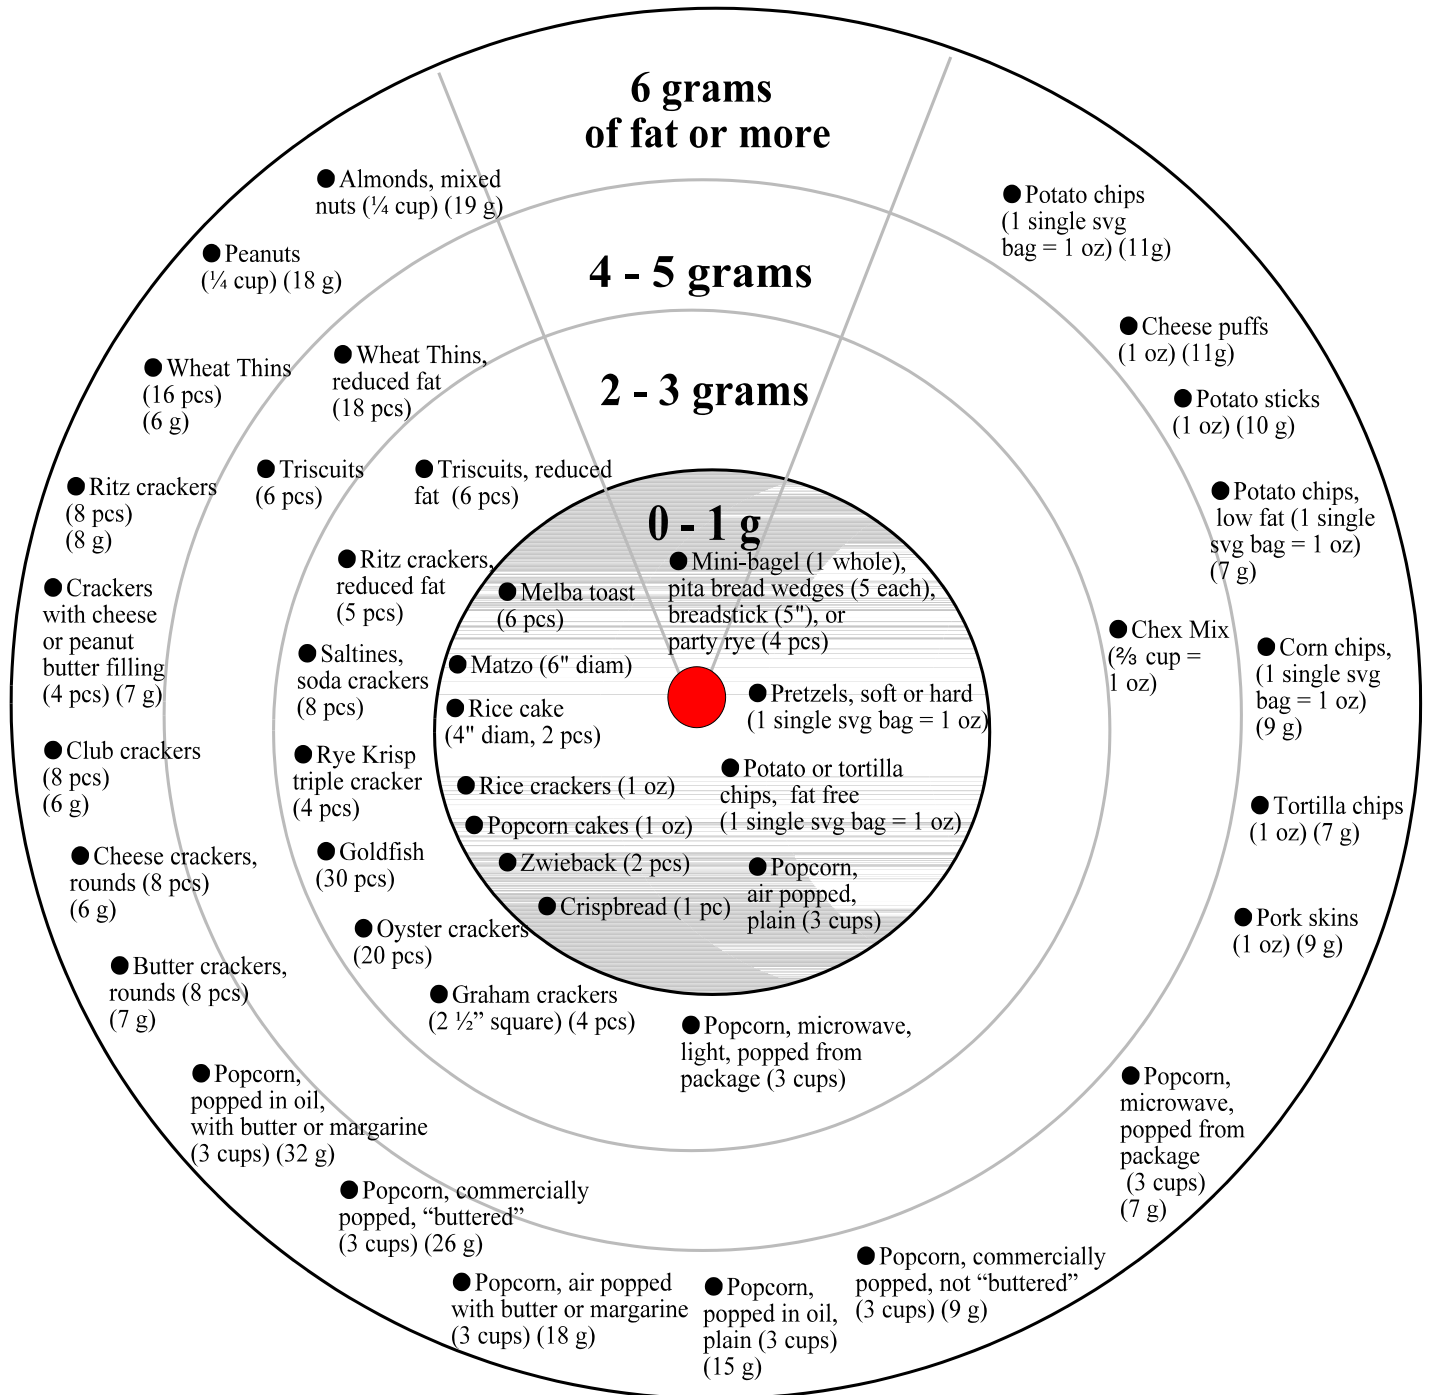 6 grams
of fat or more
4 - 5 grams
2 - 3 grams
0 - 1 g
Almonds, mixed
nuts (¼ cup) (19 g)
Peanuts
(¼ cup) (18 g)
Wheat Thins
(16 pcs)
(6 g)
Ritz crackers
(8 pcs)
(8 g)
Crackers
with cheese
or peanut
butter filling
(4 pcs) (7 g)
Club crackers
(8 pcs)
(6 g)
Cheese crackers,
rounds (8 pcs)
(6 g)
Butter crackers,
rounds (8 pcs)
(7 g)
Popcorn,
popped in oil,
with butter or margarine
(3 cups) (32 g)
Popcorn, commercially
popped, “buttered”
(3 cups) (26 g)
Popcorn, air popped
with butter or margarine
(3 cups) (18 g)
Popcorn,
popped in oil,
plain (3 cups)
(15 g)
Popcorn, commercially
popped, not “buttered”
(3 cups) (9 g)
Popcorn,
microwave,
popped from
package
(3 cups)
(7 g)
Pork skins
(1 oz) (9 g)
Tortilla chips
(1 oz) (7 g)
Corn chips,
(1 single svg
bag = 1 oz)
(9 g)
Potato chips,
low fat (1 single
svg bag = 1 oz)
(7 g)
Potato sticks
(1 oz) (10 g)
Cheese puffs
(1 oz) (11g)
Potato chips
(1 single svg
bag = 1 oz) (11g)
Wheat Thins,
reduced fat
(18 pcs)
Triscuits
(6 pcs)
Chex Mix
(⅔ cup =
1 oz)
Triscuits, reduced
fat (6 pcs)
Ritz crackers,
reduced fat
(5 pcs)
Saltines,
soda crackers
(8 pcs)
Rye Krisp
triple cracker
(4 pcs)
Goldfish
(30 pcs)
Oyster crackers
(20 pcs)
Graham crackers
(2 ½” square) (4 pcs)
Popcorn, microwave,
light, popped from
package (3 cups)
Mini-bagel (1 whole),
pita bread wedges (5 each),
breadstick (5"), or
party rye (4 pcs)
Melba toast
(6 pcs)
Matzo (6" diam)
Rice cake
(4" diam, 2 pcs)
Rice crackers (1 oz)
Popcorn cakes (1 oz)
Zwieback (2 pcs)
Crispbread (1 pc)
Pretzels, soft or hard
(1 single svg bag = 1 oz)
Potato or tortilla
chips, fat free
(1 single svg bag = 1 oz)
Popcorn,
air popped,
plain (3 cups)